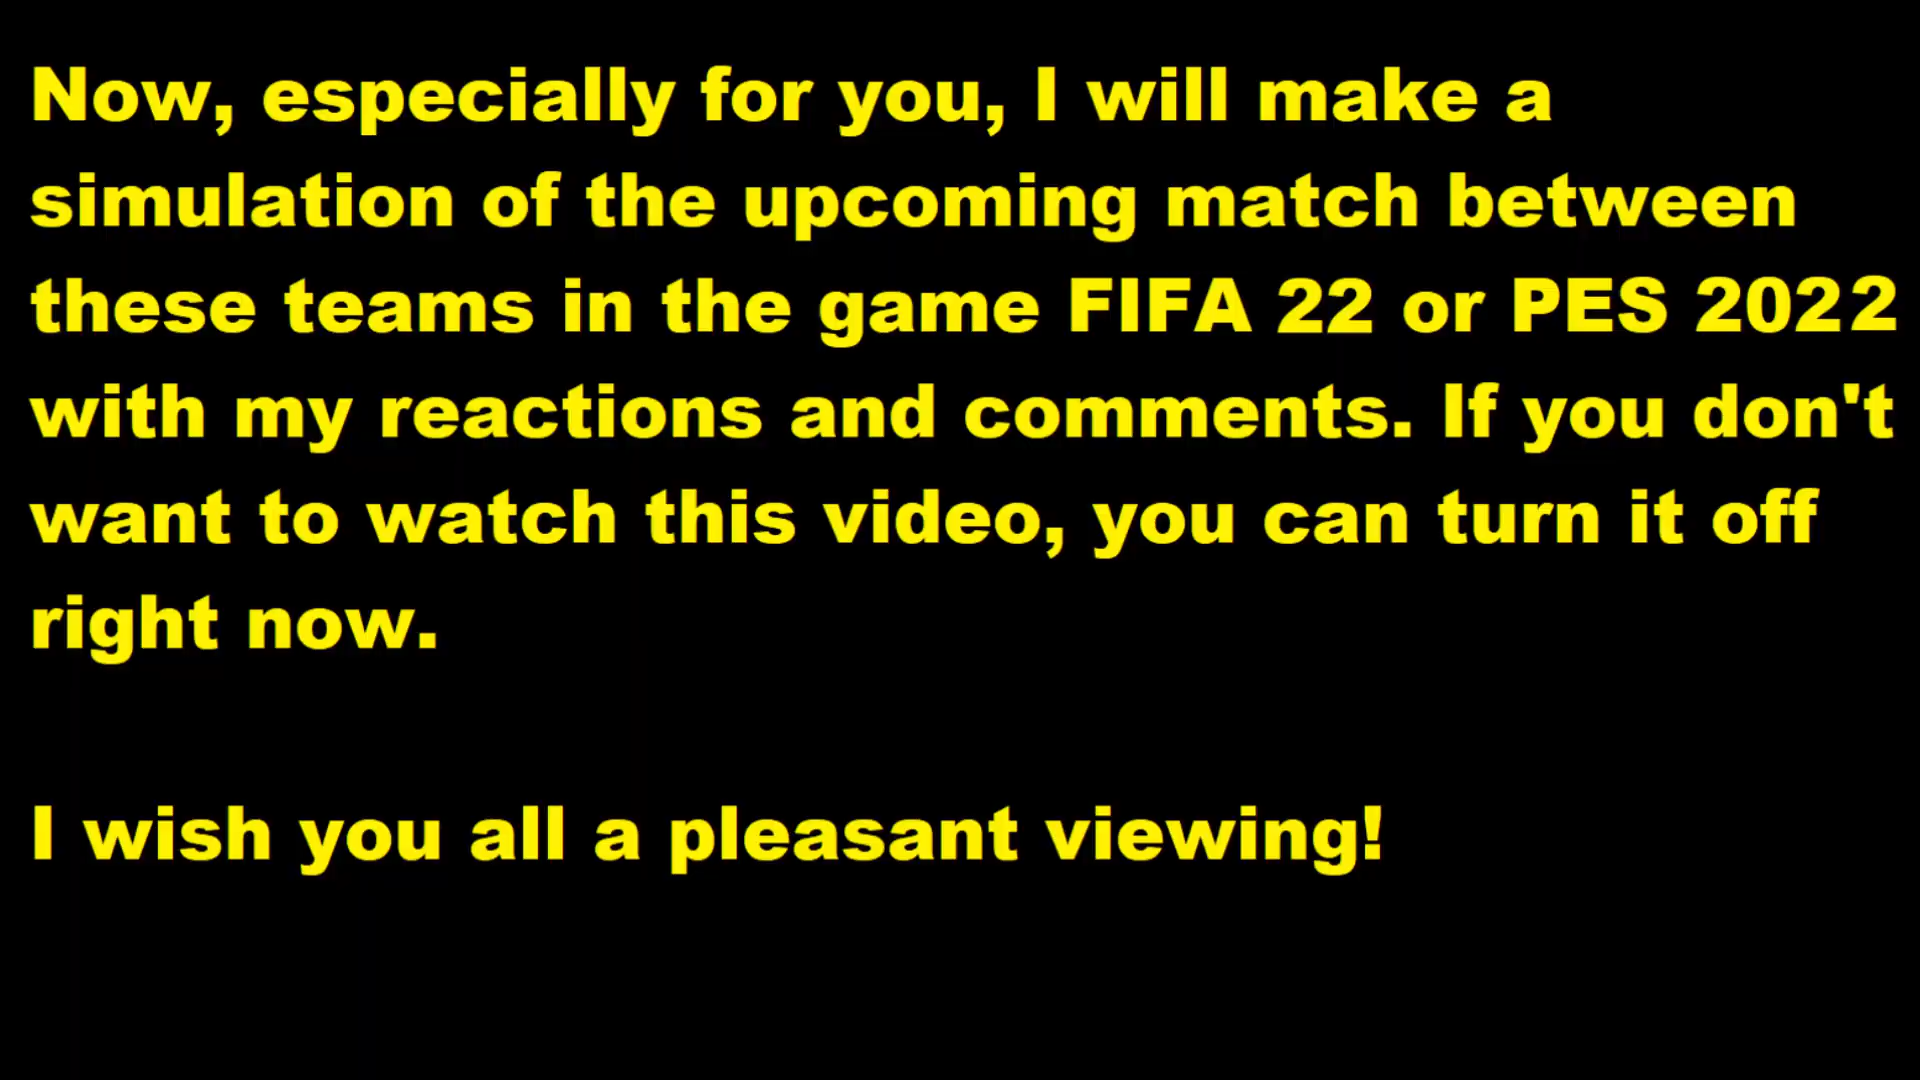 Now, especially for you, I will make a
simulation of the upcoming match between
these teams in the game FIFA 22 or PES 2022
with my reactions and comments. If you don't
want to watch this video, you can turn it off
right now.
I wish you all a pleasant viewing!